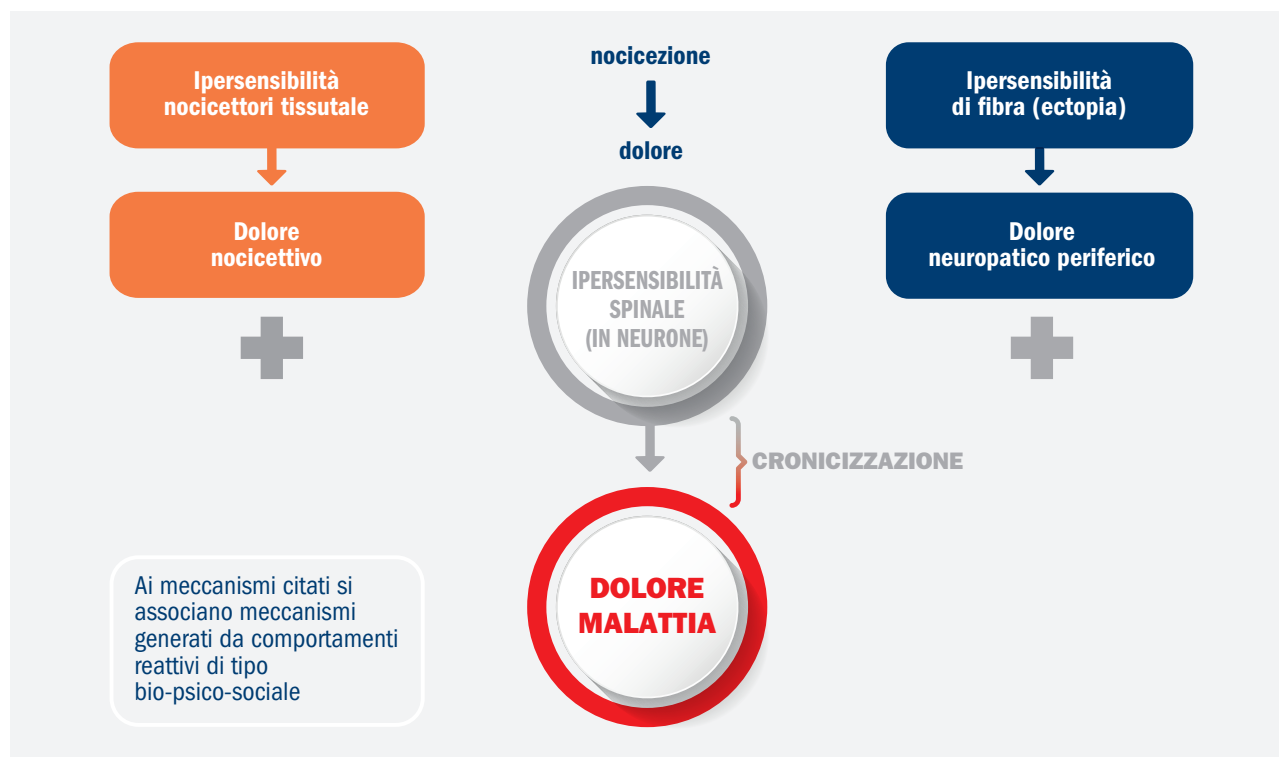 Ipersensibilità
nocicettori tissutale
Dolore
nocicettivo
nocicezione
dolore
IPERSENSIBILITÀ
SPINALE
(IN NEURONE)
CRONICIZZAZIONE
DOLORE
MALATTIA
Ipersensibilità
di fibra (ectopia)
Dolore
neuropatico periferico
Ai meccanismi citati si
associano meccanismi
generati da comportamenti
reattivi di tipo
bio-psico-sociale